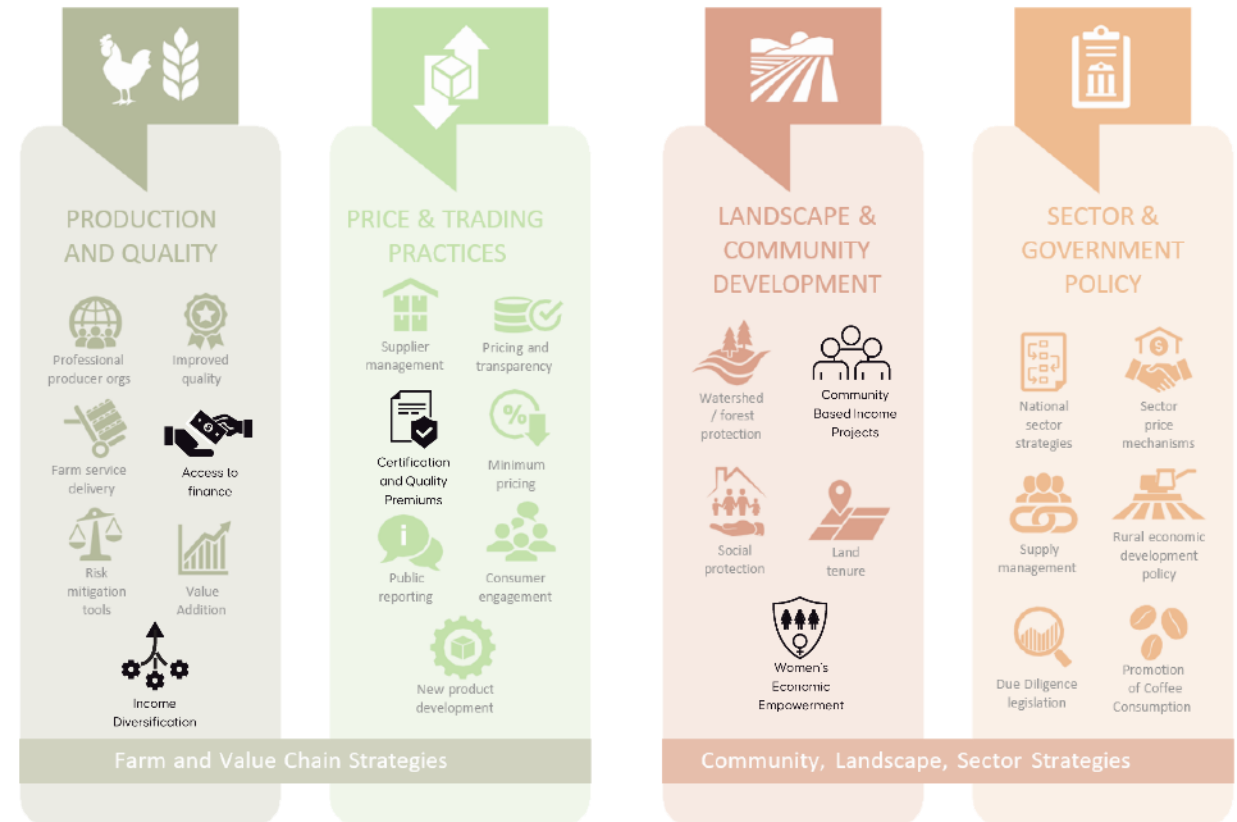 PRODUCTION
AND QUALITY
Professional
producer orgs
Improved
quality
Farm service
delivery
Access to
finance
Risk
mitigation
tools
Value
Addition
Income
Diversification
PRICE & TRADING
PRACTICES
Supplier
management
Pricing and
transparency
Certification
and Quality
Premiums
%
Minimum
pricing
i
Public
reporting
Consumer
engagement
New product
development
Farm and Value Chain Strategies
LANDSCAPE &
COMMUNITY
DEVELOPMENT
Watershed
/ forest
protection
Community
Based Income
Projects
Social
protection
Land
tenure
Women's
Economic
Empowerment
SECTOR &
GOVERNMENT
POLICY
National
sector
strategies
$
Sector
price
mechanisms
Supply
management
Rural economic
development
policy
Due Diligence
legislation
Promotion
of Coffee
Consumption
Community, Landscape, Sector Strategies